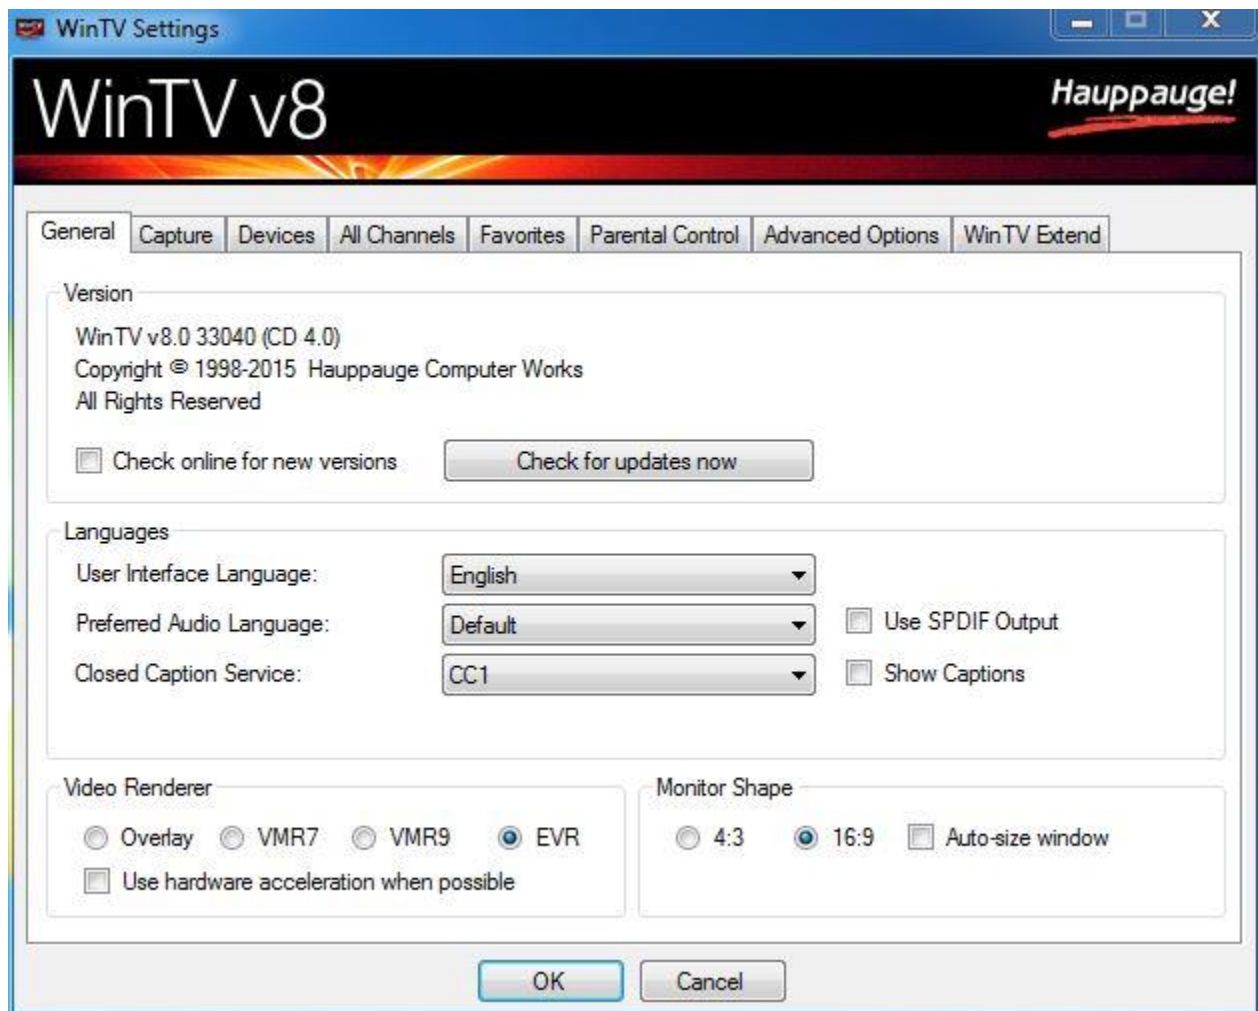 WinTV Settings
WinTV v8
Hauppauge!
General Capture Devices All Channels Favorites Parental Control Advanced Options WinTV Extend
Version
WinTV v8.0 33040 (CD 4.0)
Copyright © 1998-2015 Hauppauge Computer Works
All Rights Reserved
Check online for new versions Check for updates now
Languages
User Interface Language: English
Preferred Audio Language: Default Use SPDIF Output
Closed Caption Service: CC1 Show Captions
Video Renderer
Overlay VMR7 VMR9 EVR
Use hardware acceleration when possible
Monitor Shape
4:3 16:9 Auto-size window
OK Cancel